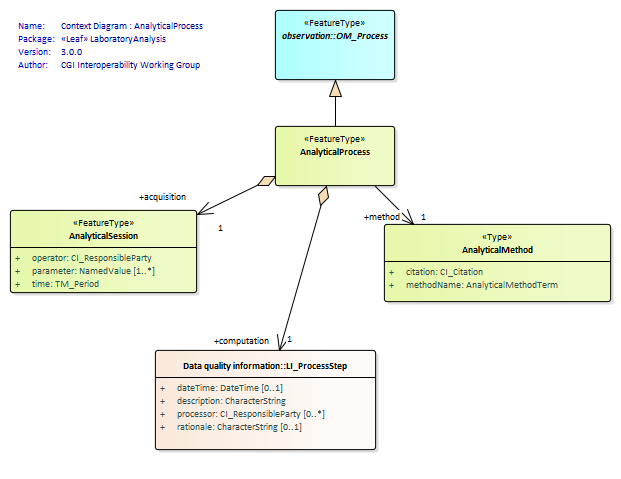 Name: Context Diagram : AnalyticalProcess
Package: «Leaf» LaboratoryAnalysis
Version: 3.0.0
Author: CGI Interoperability Working Group
«FeatureType»
observation::OM_Process
«FeatureType»
AnalyticalProcess
+acquisition
1
+method
1
«FeatureType»
AnalyticalSession
+ operator: CI_ResponsibleParty
+ parameter: NamedValue [1..*]
+ time: TM_Period
«Type»
AnalyticalMethod
+ citation: CI_Citation
+ methodName: AnalyticalMethodTerm
+computation
1
Data quality information::LI_ProcessStep
+ dateTime: DateTime [0..1]
+ description: CharacterString
+ processor: CI_ResponsibleParty [0..*]
+ rationale: CharacterString [0..1]